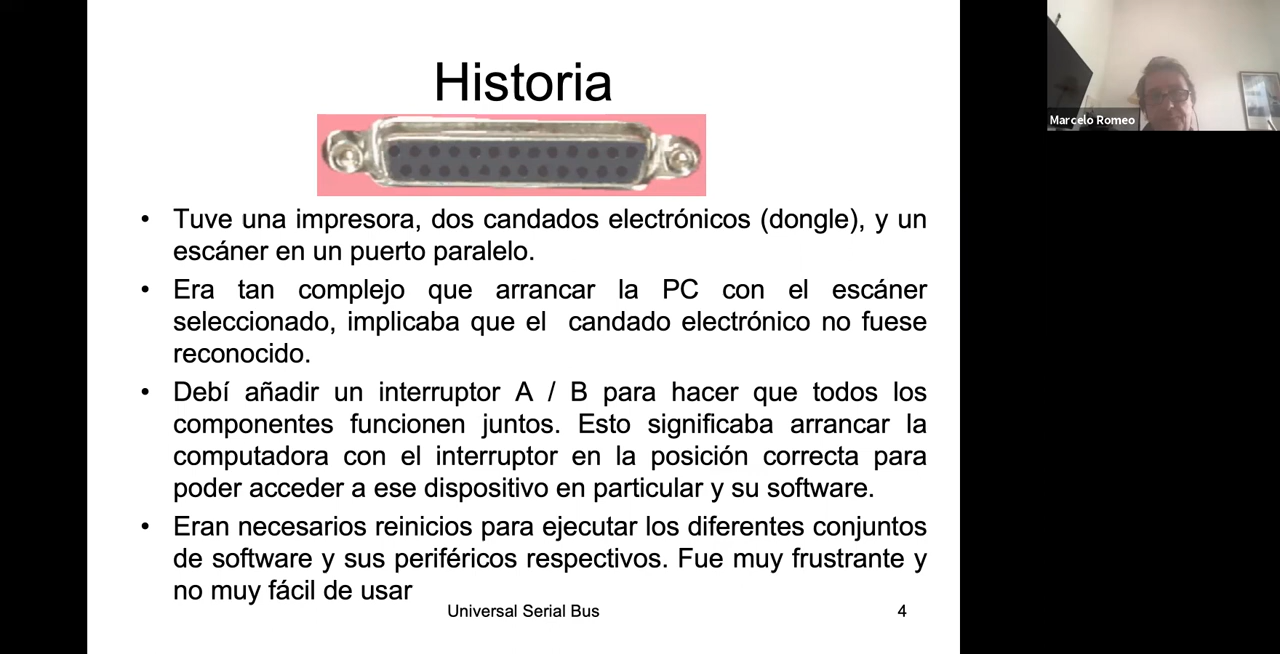 Historia
• Tuve una impresora, dos candados electrónicos (dongle), y un
escáner en un puerto paralelo.
• Era tan complejo que arrancar la PC con el escáner
seleccionado, implicaba que el candado electrónico no fuese
reconocido.
• Debí añadir un interruptor A / B para hacer que todos los
componentes funcionen juntos. Esto significaba arrancar la
computadora con el interruptor en la posición correcta para
poder acceder a ese dispositivo en particular y su software.
• Eran necesarios reinicios para ejecutar los diferentes conjuntos
de software y sus periféricos respectivos. Fue muy frustrante y
no muy fácil de usar
Universal Serial Bus
4
Marcelo Romeo